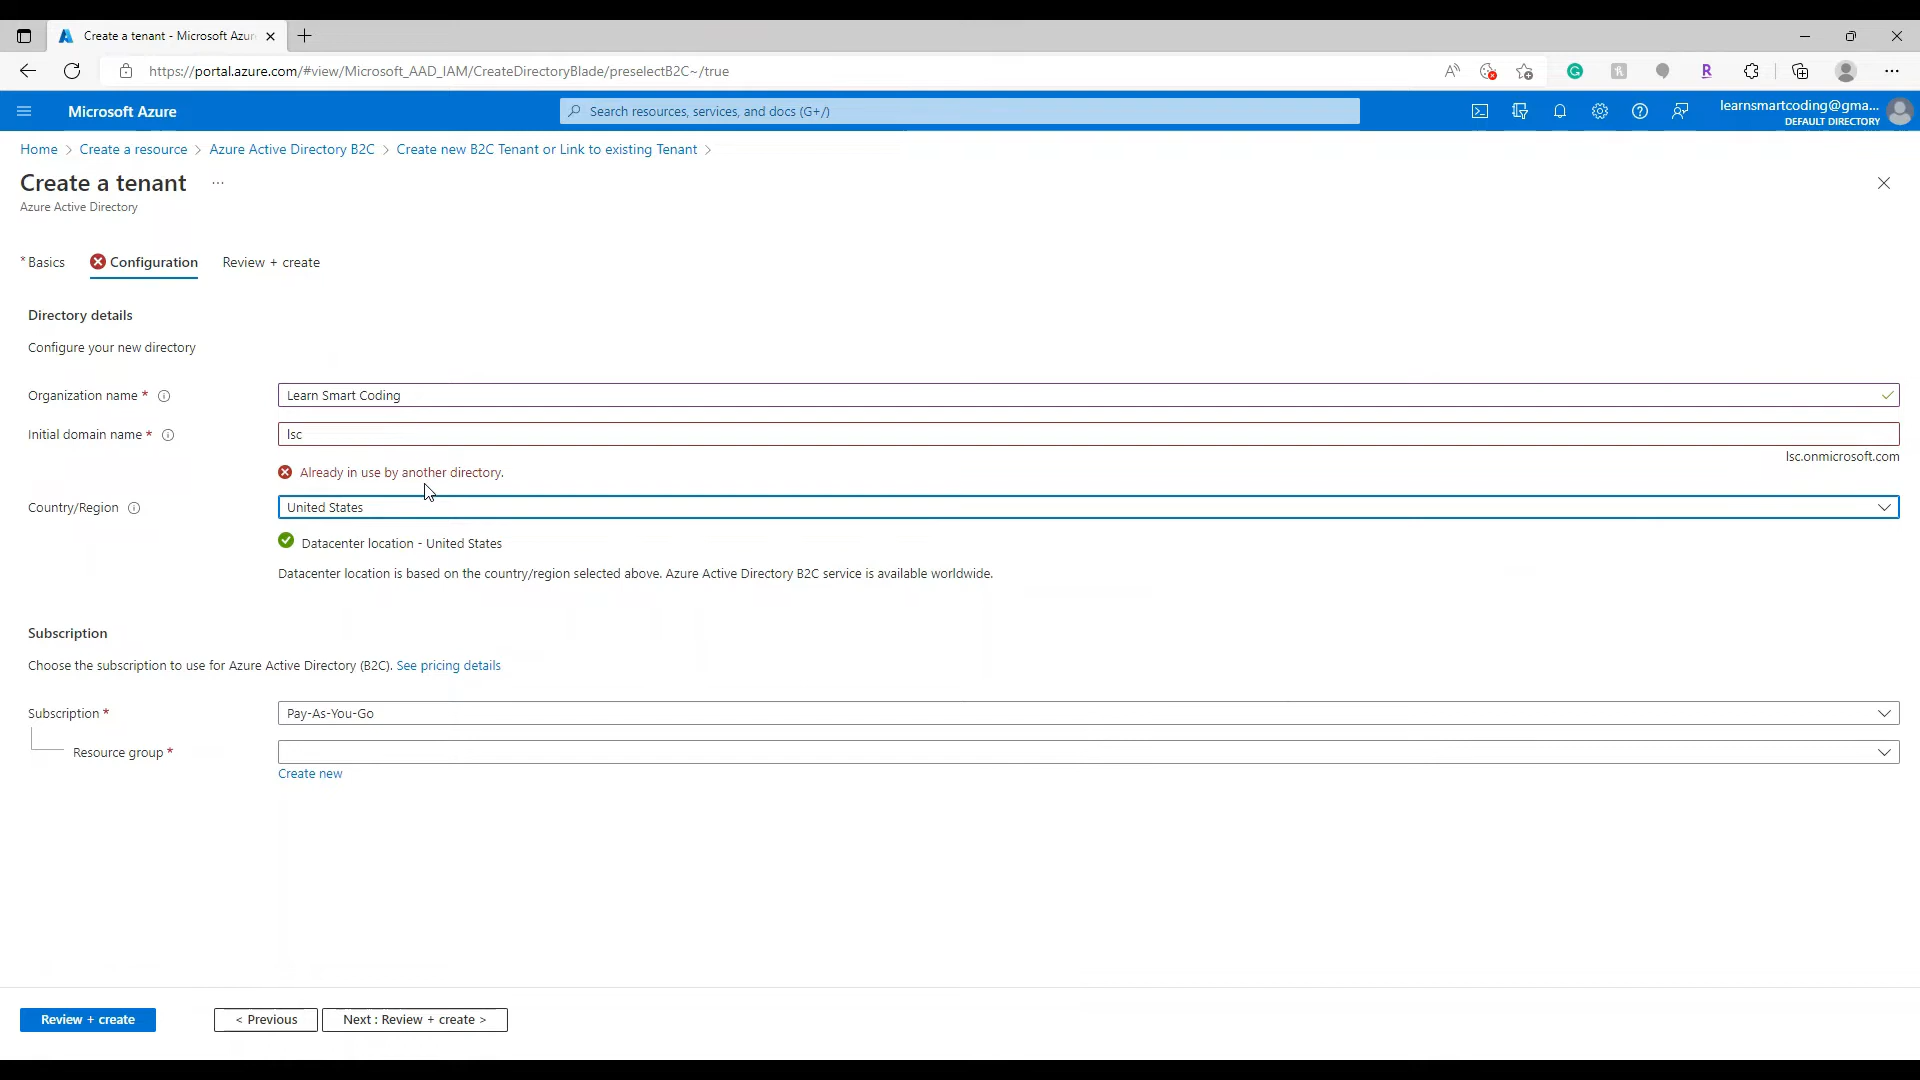 Create a tenant - Microsoft Azur
https://portal.azure.com/#view/Microsoft_AAD_IAM/CreateDirectoryBlade/preselectB2C~/true
Microsoft Azure
Search resources, services, and docs (G+/)
learnsmartcoding@gma...
DEFAULT DIRECTORY
Home > Create a resource > Azure Active Directory B2C > Create new B2C Tenant or Link to existing Tenant >
Create a tenant ...
Azure Active Directory
* Basics
Configuration
Review + create
Directory details
Configure your new directory
Organization name *
Learn Smart Coding
Initial domain name *
lsc
lsc.onmicrosoft.com
Already in use by another directory.
Country/Region
United States
Datacenter location - United States
Datacenter location is based on the country/region selected above. Azure Active Directory B2C service is available worldwide.
Subscription
Choose the subscription to use for Azure Active Directory (B2C). See pricing details
Subscription *
Pay-As-You-Go
Resource group *
Create new
Review + create
< Previous
Next : Review + create >